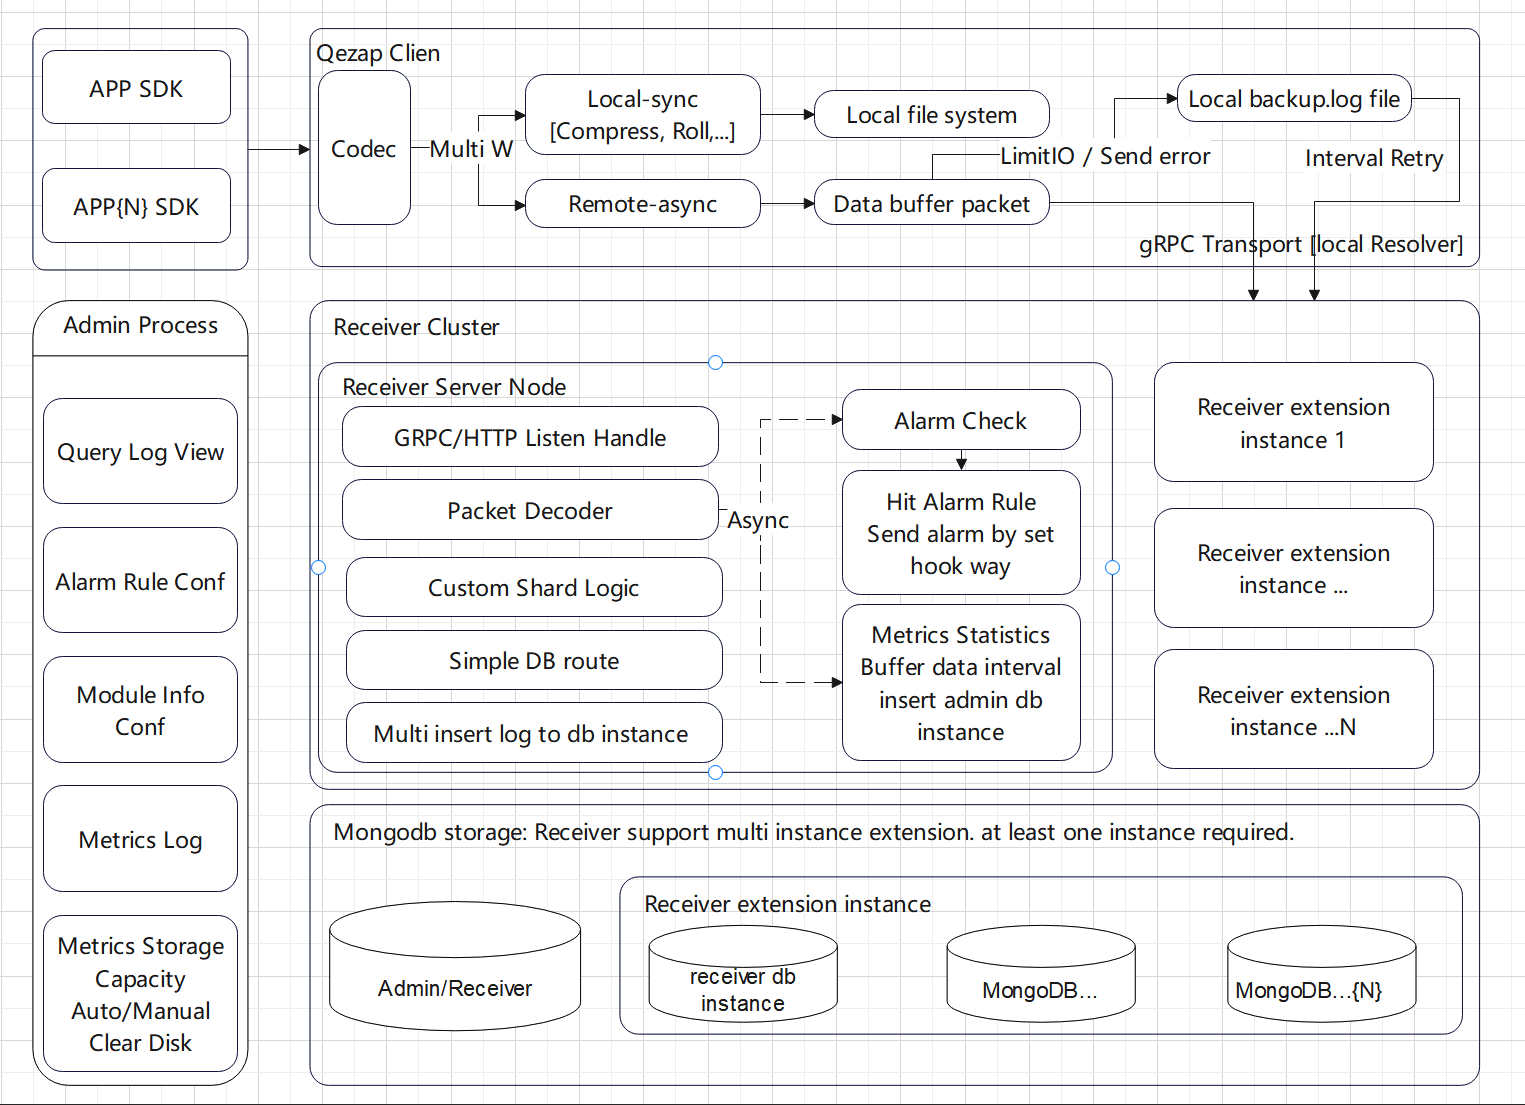 APP SDK
APP{N} SDK
Qezap Clien
Codec
Multi W
Local-sync
[Compress, Roll,...]
Remote-async
Local file system
Data buffer packet
LimitIO / Send error
Local backup.log file
Interval Retry
gRPC Transport [local Resolver]
Admin Process
Query Log View
Alarm Rule Conf
Module Info
Conf
Metrics Log
Metrics Storage
Capacity
Auto/Manual
Clear Disk
Receiver Cluster
Receiver Server Node
GRPC/HTTP Listen Handle
Packet Decoder
Custom Shard Logic
Simple DB route
Multi insert log to db instance
Async
Alarm Check
Hit Alarm Rule
Send alarm by set
hook way
Metrics Statistics
Buffer data interval
insert admin db
instance
Receiver extension
instance 1
Receiver extension
instance ...
Receiver extension
instance ...N
Mongodb storage: Receiver support multi instance extension. at least one instance required.
Admin/Receiver
Receiver extension instance
receiver db
instance
MongoDB...
MongoDB...{N}